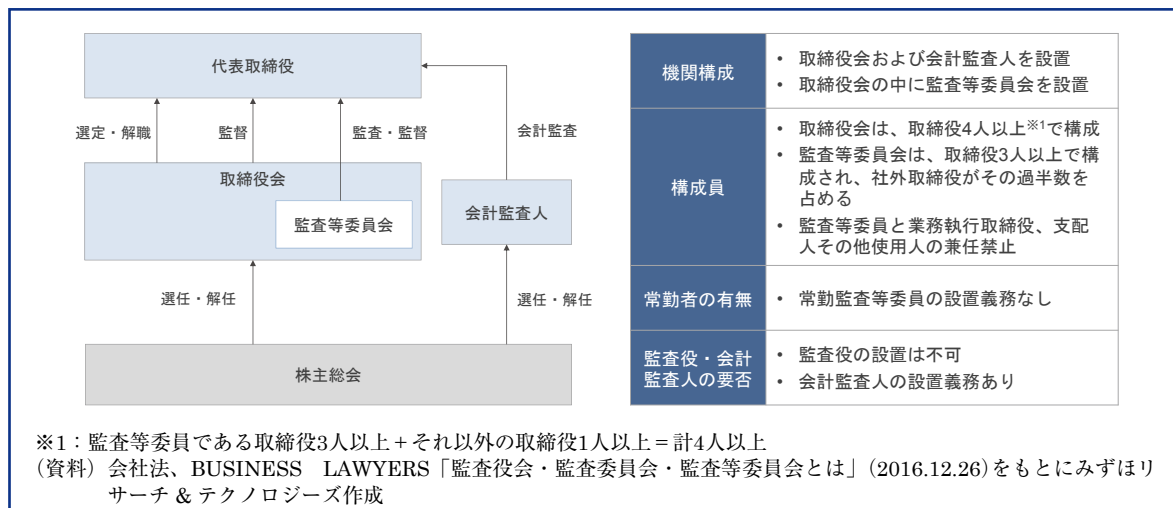 代表取締役
選定・解職
監督
監査・監督
会計監査
取締役会
監査等委員会
会計監査人
選任・解任
選任・解任
株主総会
機関構成
• 取締役会および会計監査人を設置
• 取締役会の中に監査等委員会を設置
構成員
• 取締役会は、取締役4人以上※1で構成
• 監査等委員会は、取締役3人以上で構
成され、社外取締役がその過半数を
占める
• 監査等委員と業務執行取締役、支配
人その他使用人の兼任禁止
常勤者の有無
• 常勤監査等委員の設置義務なし
監査役・会計
監査人の要否
• 監査役の設置は不可
• 会計監査人の設置義務あり
※1：監査等委員である取締役3人以上+それ以外の取締役1人以上=計4人以上
（資料）会社法、BUSINESS LAWYERS「監査役会・監査委員会・監査等委員会とは」（2016.12.26）をもとにみずほリ
サーチ & テクノロジーズ作成